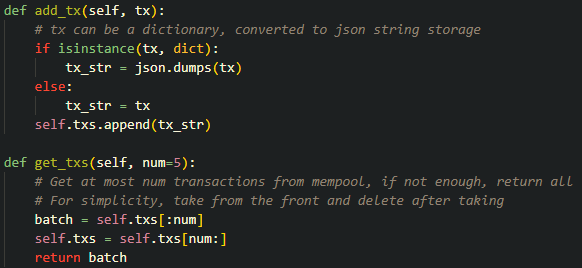 def add_tx(self, tx):
    # tx can be a dictionary, converted to json string storage
    if isinstance(tx, dict):
        tx_str = json.dumps(tx)
    else:
        tx_str = tx
    self.txs.append(tx_str)

def get_txs(self, num=5):
    # Get at most num transactions from mempool, if not enough, return all
    # For simplicity, take from the front and delete after taking
    batch = self.txs[:num]
    self.txs = self.txs[num:]
    return batch